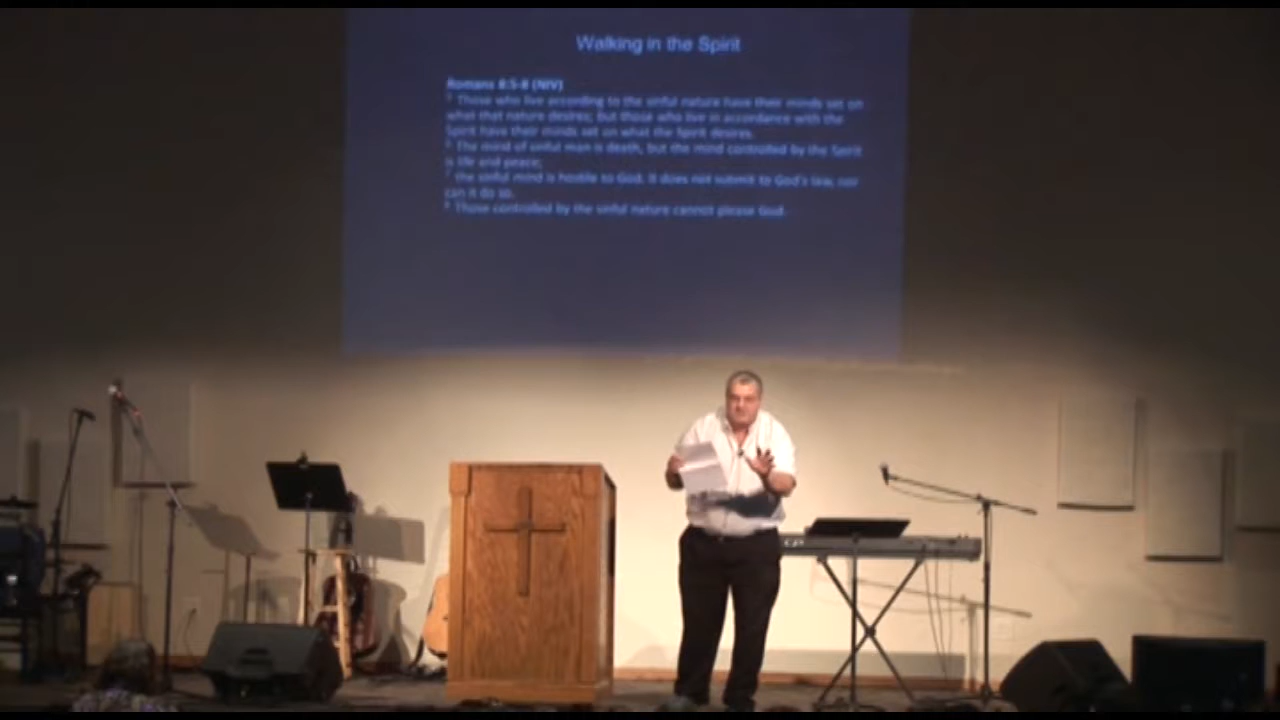 Walking in the Spirit
Romans 8:5-8 (NIV)
5 Those who live according to the sinful nature have their minds set on
what that nature desires; but those who live in accordance with the
Spirit have their minds set on what the Spirit desires.
6 The mind of sinful man is death, but the mind controlled by the Spirit
is life and peace;
7 the sinful mind is hostile to God. It does not submit to God's law, nor
can it do so.
8 Those controlled by the sinful nature cannot please God.